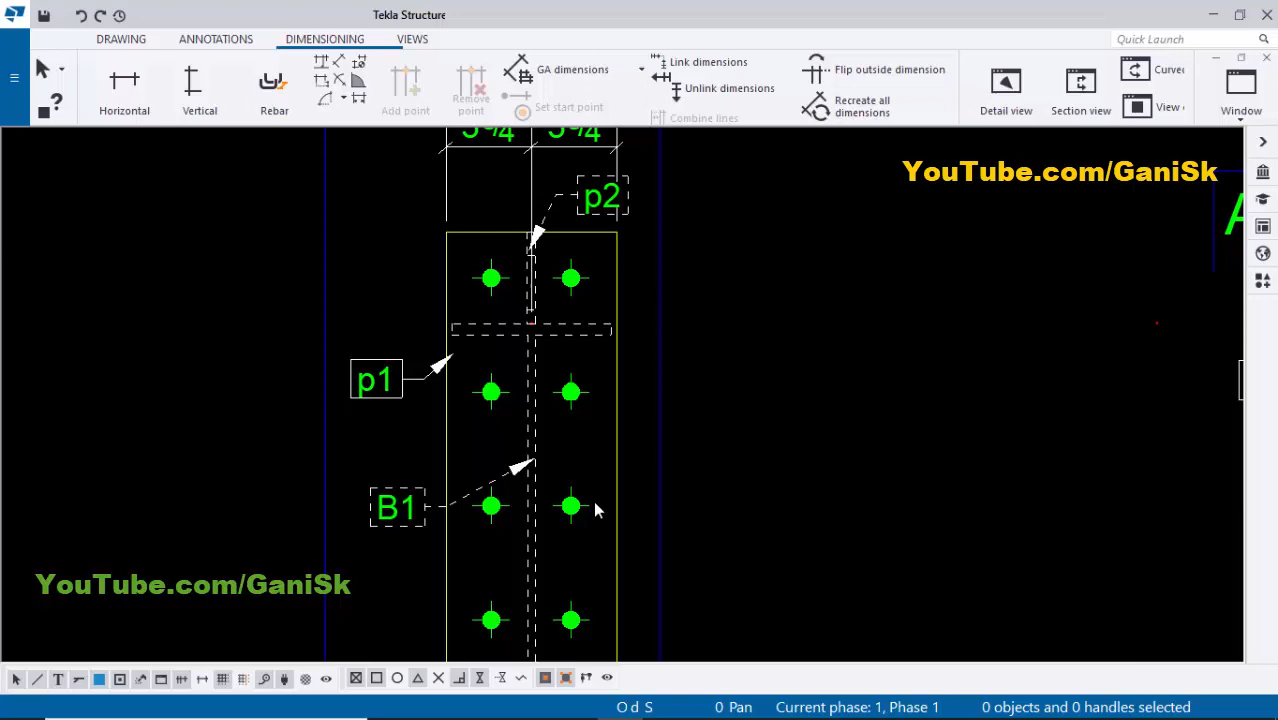 Tekla Structure
DRAWING ANNOTATIONS DIMENSIONING VIEWS
Quick Launch
Horizontal
Vertical
Rebar
Add point
Remove point
GA dimensions
Set start point
Link dimensions
Unlink dimensions
Combine lines
Flip outside dimension
Recreate all dimensions
Detail view
Section view
Curve
View
Window
YouTube.com/GaniSk
p2
p1
B1
YouTube.com/GaniSk
O d S 0 Pan Current phase: 1, Phase 1 0 objects and 0 handles selected